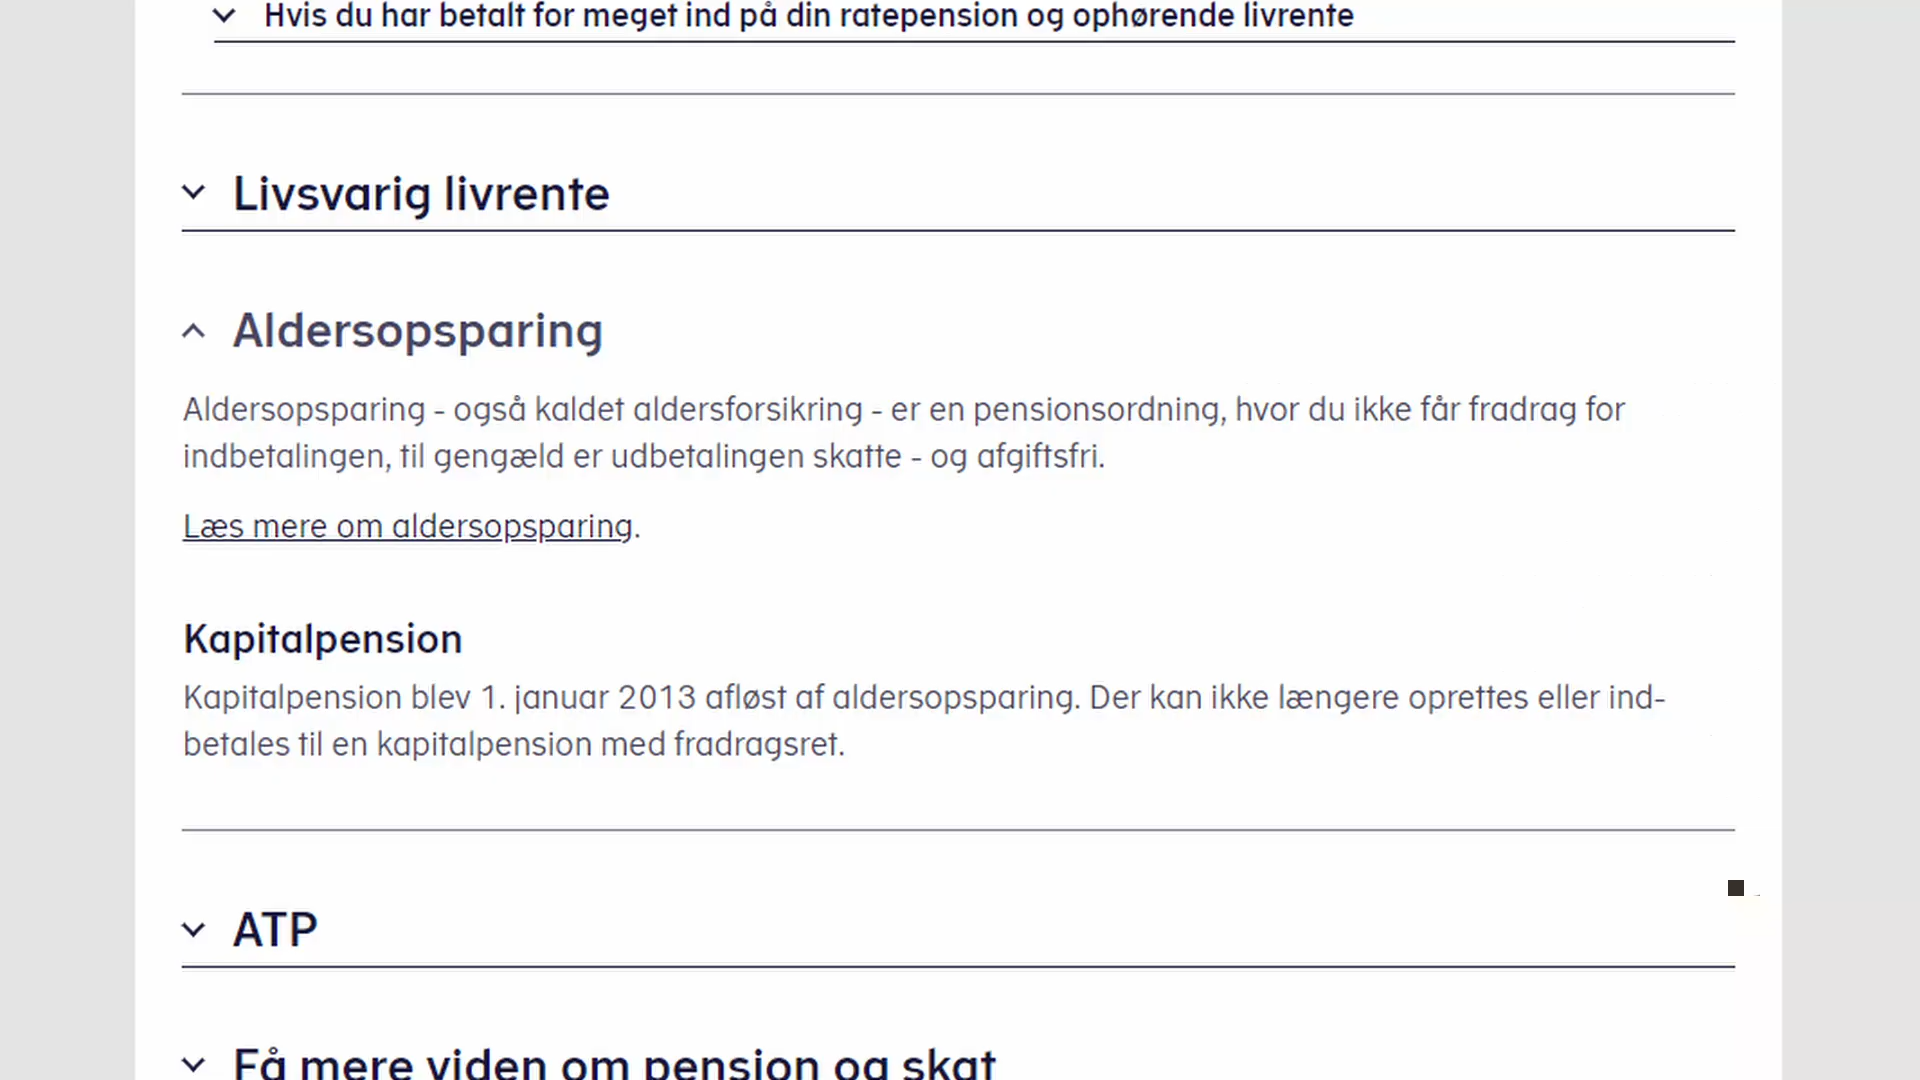 Hvis du har betalt for meget ind på din ratepension og ophørende livrente
Livsvarig livrente
Aldersopsparing
Aldersopsparing - også kaldet aldersforsikring - er en pensionsordning, hvor du ikke får fradrag for
indbetalingen, til gengæld er udbetalingen skatte - og afgiftsfri.
Læs mere om aldersopsparing.
Kapitalpension
Kapitalpension blev 1. januar 2013 afløst af aldersopsparing. Der kan ikke længere oprettes eller ind-
betales til en kapitalpension med fradragsret.
ATP
Få mere viden om pension og skat